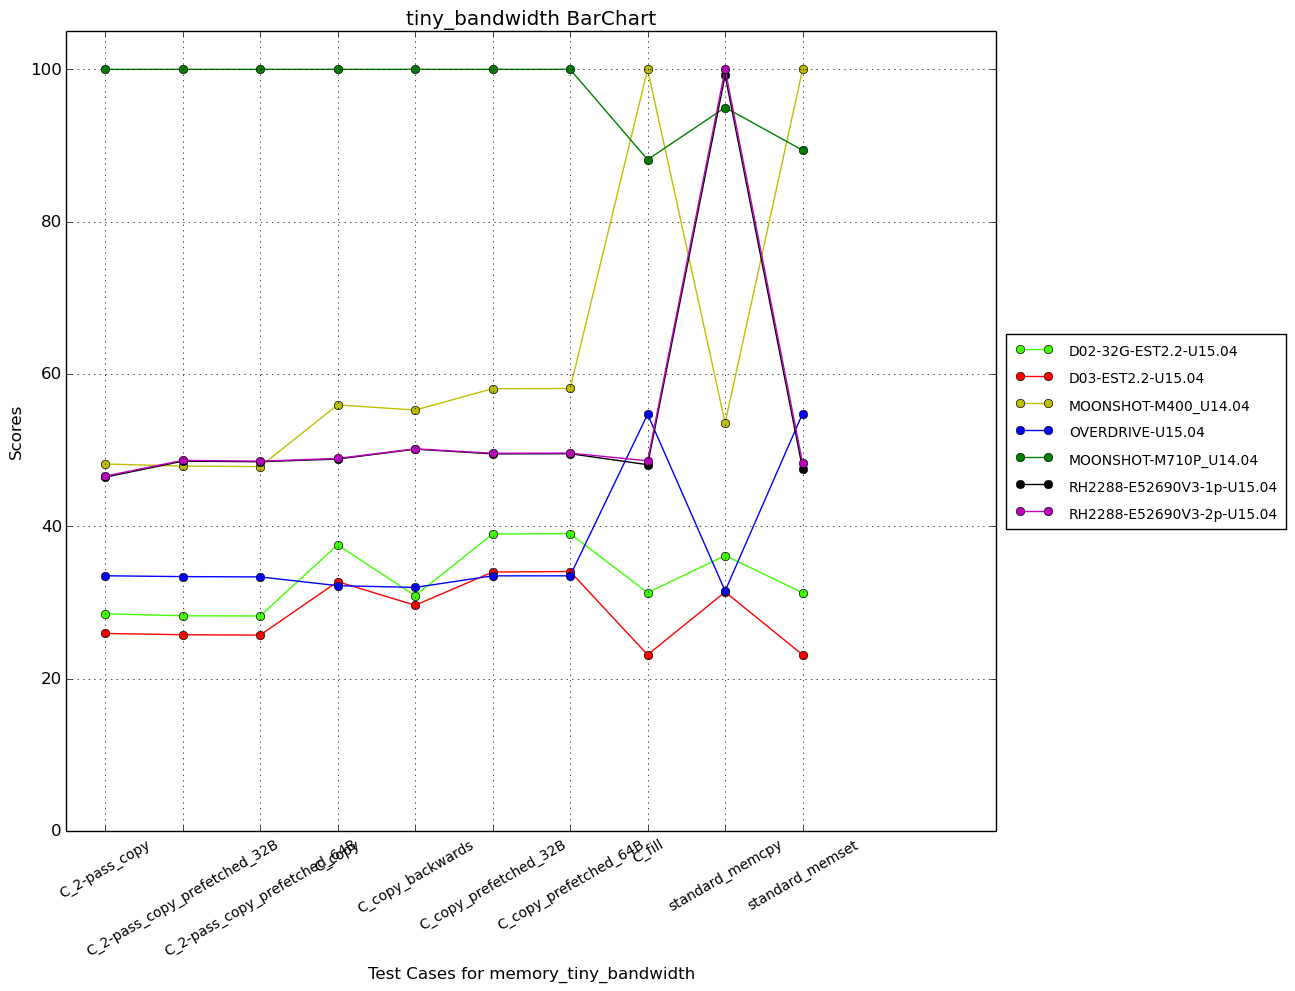 tiny_bandwidth BarChart
100
80
60
40
20
0
Scores
C_2-pass_copy
C_2-pass_copy_prefetched_32B
C_2-pass_copy_prefetched_64B
C_copy
C_copy_backwards
C_copy_prefetched_32B
C_copy_prefetched_64B
C_fill
standard_memcpy
standard_memset
Test Cases for memory_tiny_bandwidth
D02-32G-EST2.2-U15.04
D03-EST2.2-U15.04
MOONSHOT-M400_U14.04
OVERDRIVE-U15.04
MOONSHOT-M710P_U14.04
RH2288-E52690V3-1p-U15.04
RH2288-E52690V3-2p-U15.04